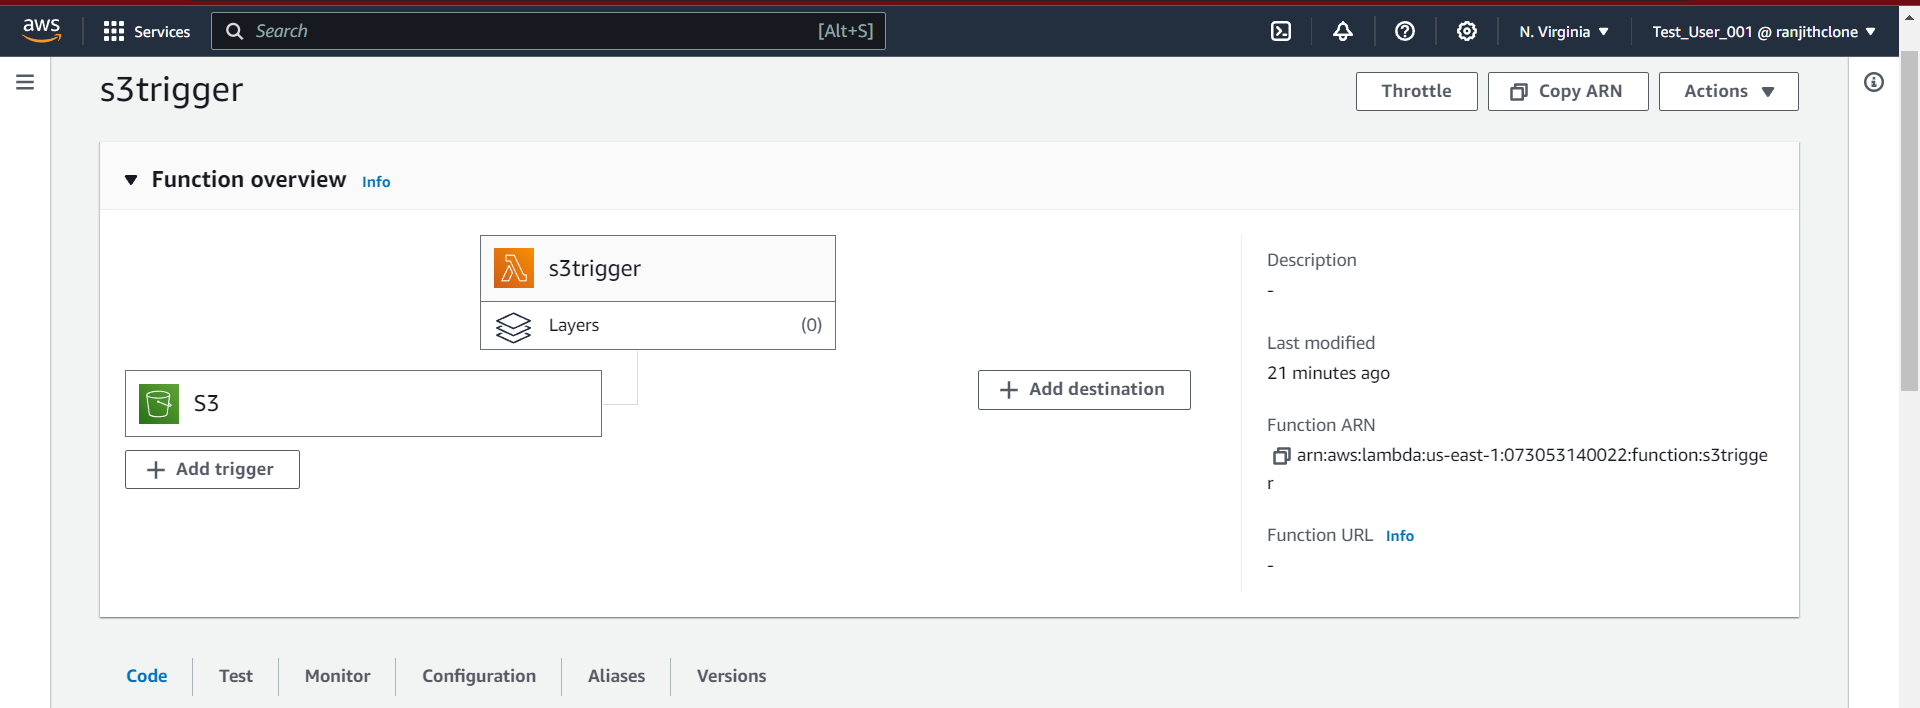 aws
Services
Search
[Alt+S]
N. Virginia
Test_User_001 @ ranjithclone
s3trigger
Throttle
Copy ARN
Actions
Function overview Info
s3trigger
Layers (0)
S3
Add trigger
Add destination
Description
-
Last modified
21 minutes ago
Function ARN
arn:aws:lambda:us-east-1:073053140022:function:s3trigge
r
Function URL Info
-
Code
Test
Monitor
Configuration
Aliases
Versions